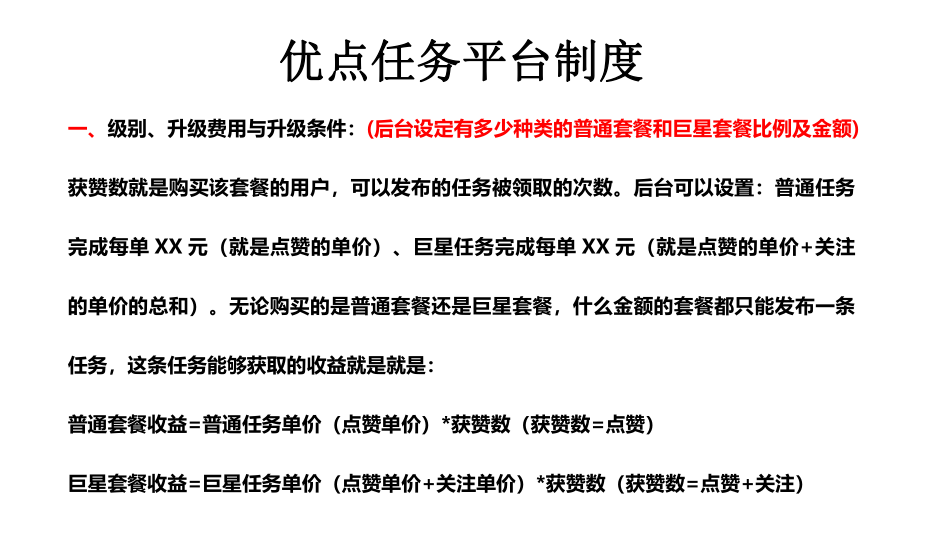 优点任务平台制度
一、级别、升级费用与升级条件：(后台设定有多少种类的普通套餐和巨星套餐比例及金额)
获赞数就是购买该套餐的用户，可以发布的任务被领取的次数。后台可以设置：普通任务
完成每单 XX 元（就是点赞的单价）、巨星任务完成每单 XX 元（就是点赞的单价+关注
的单价的总和）。无论购买的是普通套餐还是巨星套餐，什么金额的套餐都只能发布一条
任务，这条任务能够获取的收益就是就是：
普通套餐收益=普通任务单价（点赞单价）*获赞数（获赞数=点赞）
巨星套餐收益=巨星任务单价（点赞单价+关注单价）*获赞数（获赞数=点赞+关注）